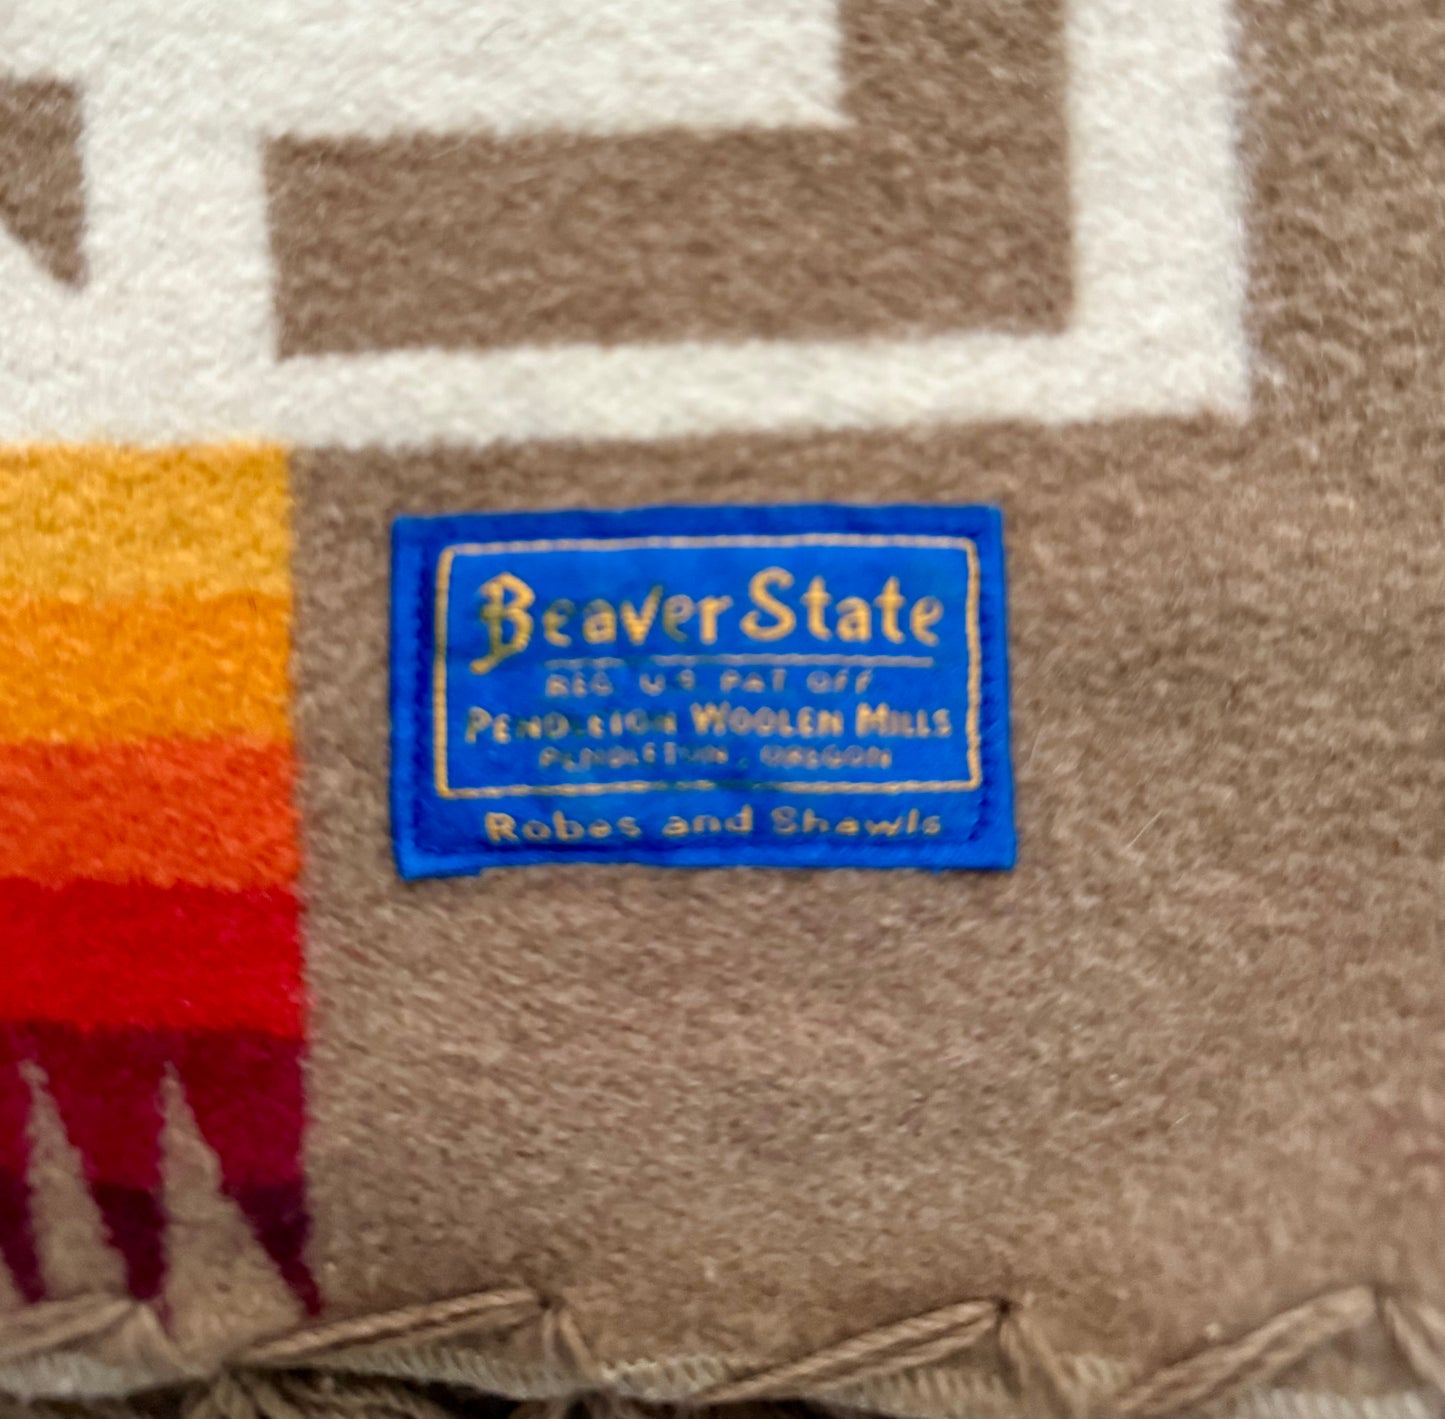 Beaver State
REG. U.S. PAT. OFF.
PENDLETON WOOLEN MILLS
PENDLETON, OREGON
Robes and Shawls